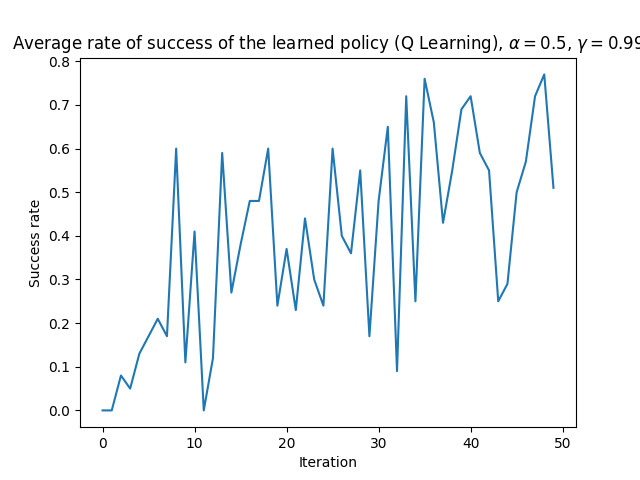 Average rate of success of the learned policy (Q Learning), α = 0.5, γ = 0.99
0.8
0.7
0.6
0.5
0.4
0.3
0.2
0.1
0.0
Success rate
0 10 20 30 40 50
Iteration